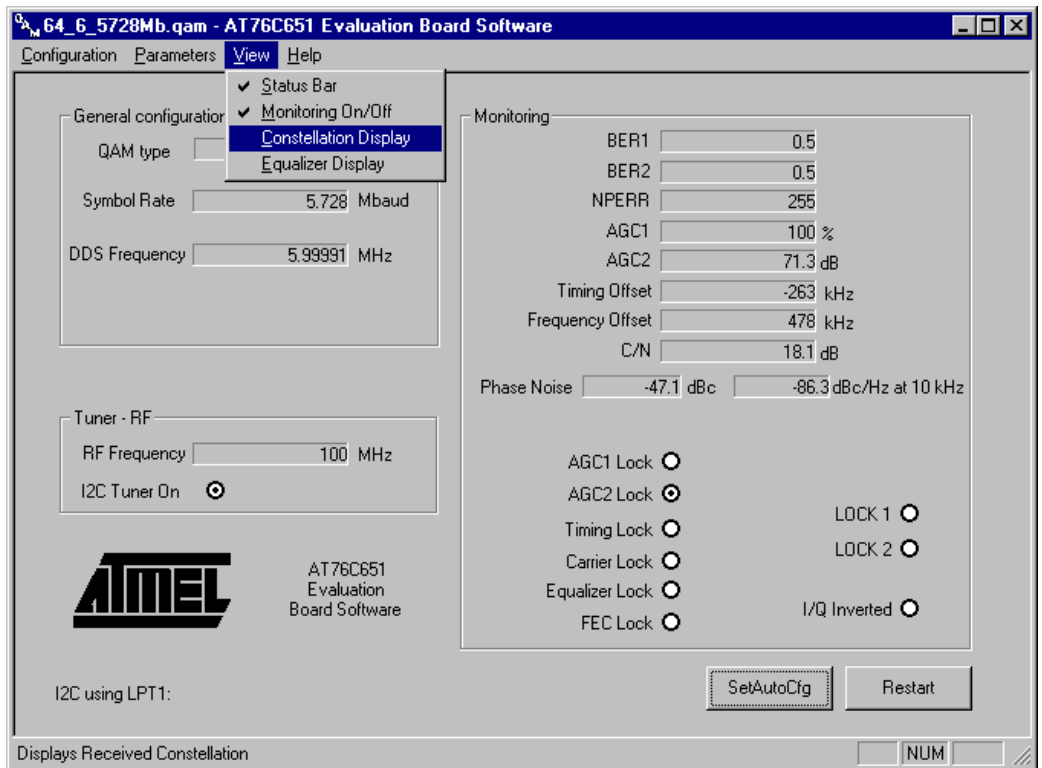 QAM 64_6_5728Mb.qam - AT76C651 Evaluation Board Software
Configuration Parameters View Help
Status Bar
Monitoring On/Off
Constellation Display
Equalizer Display
General configuration
QAM type
Symbol Rate 5.728 Mbaud
DDS Frequency 5.99991 MHz
Tuner - RF
RF Frequency 100 MHz
I2C Tuner On
ATMEL
AT76C651
Evaluation
Board Software
I2C using LPT1:
Monitoring
BER1 0.5
BER2 0.5
NPERR 255
AGC1 100 %
AGC2 71.3 dB
Timing Offset -263 kHz
Frequency Offset 478 kHz
C/N 18.1 dB
Phase Noise -47.1 dBc -86.3 dBc/Hz at 10 kHz
AGC1 Lock
AGC2 Lock
Timing Lock
Carrier Lock
Equalizer Lock
FEC Lock
LOCK 1
LOCK 2
I/Q Inverted
SetAutoCfg Restart
Displays Received Constellation NUM